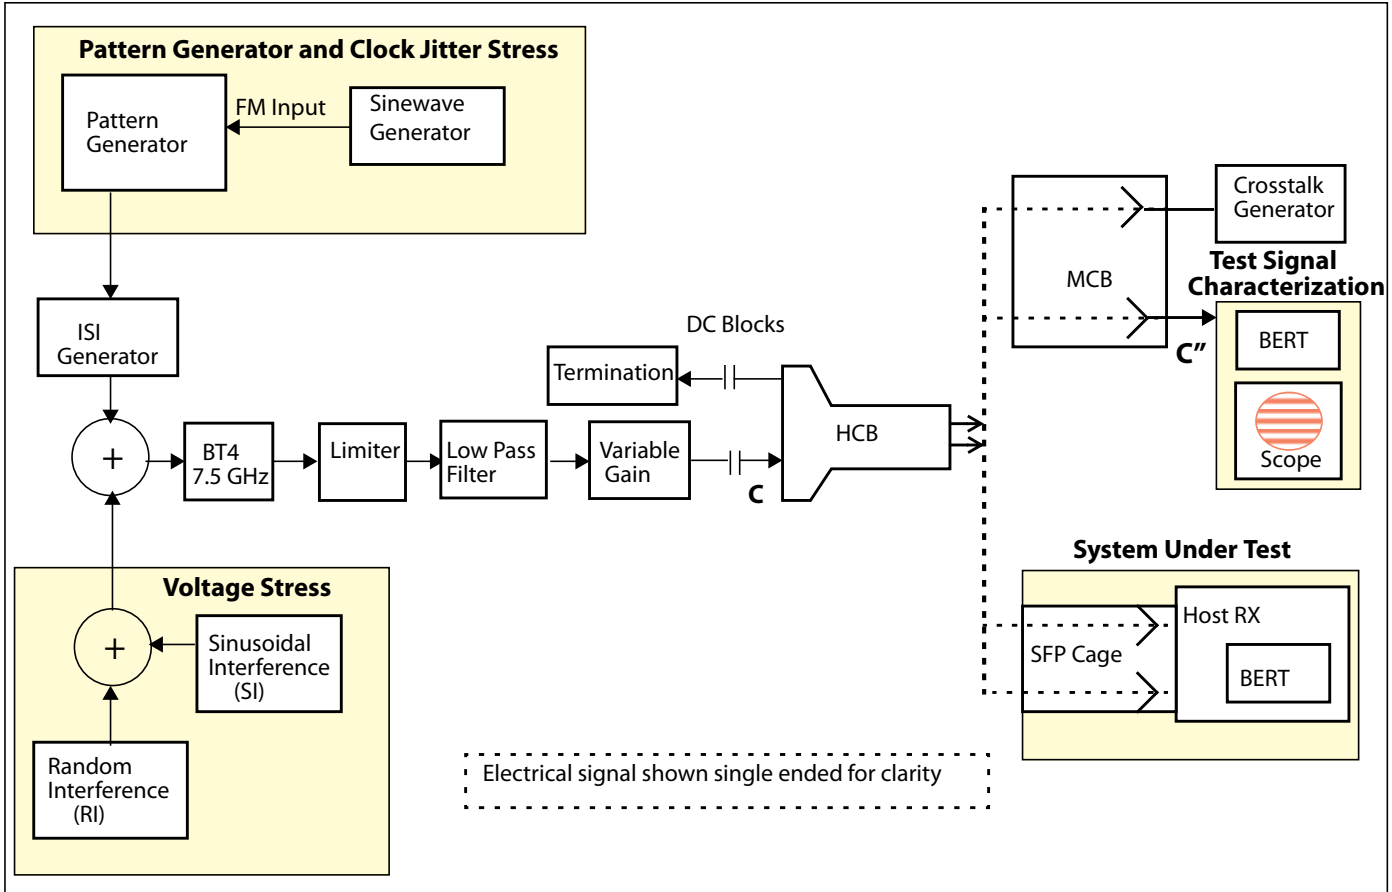 Pattern Generator and Clock Jitter Stress
Pattern
Generator
FM Input
Sinewave
Generator
ISI
Generator
+
BT4
7.5 GHz
Limiter
Low Pass
Filter
Variable
Gain
Termination
DC Blocks
C
HCB
MCB
Crosstalk
Generator
Test Signal
Characterization
C”
BERT
Scope
Voltage Stress
+
Sinusoidal
Interference
(SI)
Random
Interference
(RI)
System Under Test
Host RX
SFP Cage
BERT
Electrical signal shown single ended for clarity